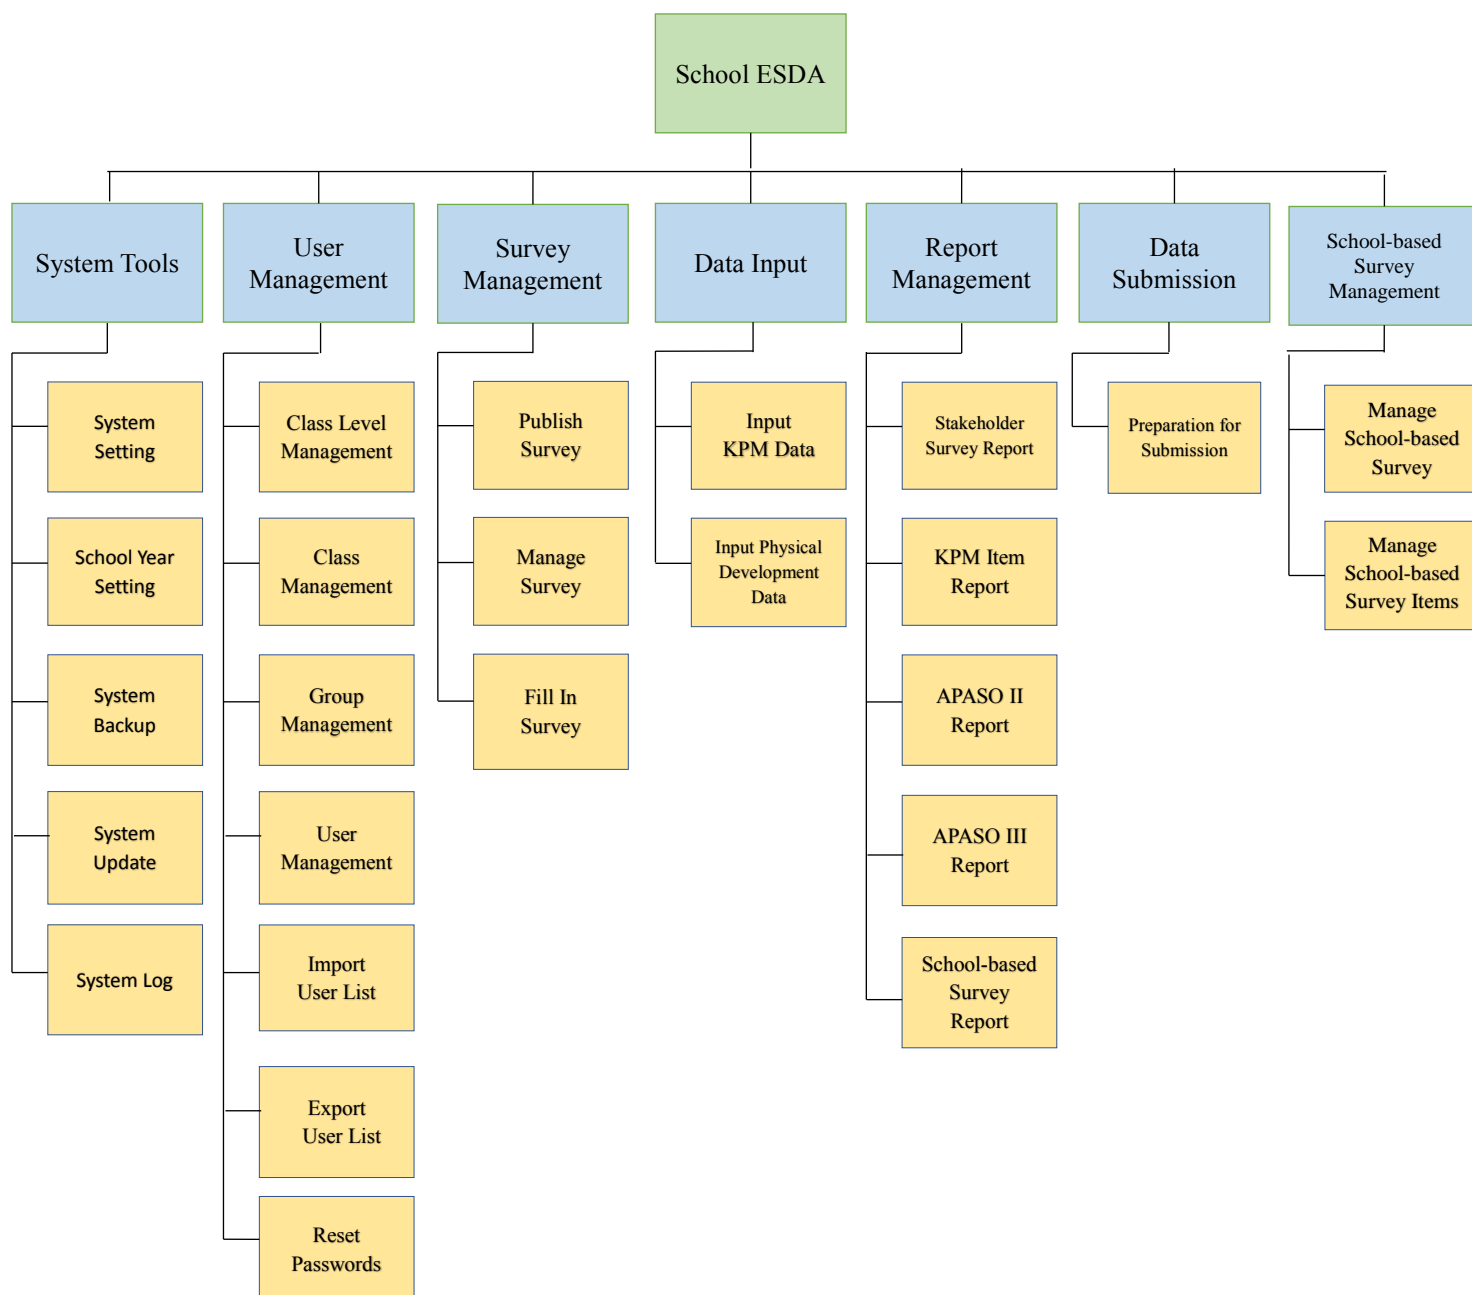 School ESDA
System Tools
User
Management
Survey
Management
Data Input
Report
Management
Data
Submission
School-based
Survey
Management
System
Setting
School Year
Setting
System
Backup
System
Update
System Log
Class Level
Management
Class
Management
Group
Management
User
Management
Import
User List
Export
User List
Reset
Passwords
Publish
Survey
Manage
Survey
Fill In
Survey
Input
KPM Data
Input Physical
Development
Data
Stakeholder
Survey Report
KPM Item
Report
APASO II
Report
APASO III
Report
School-based
Survey
Report
Preparation for
Submission
Manage
School-based
Survey
Manage
School-based
Survey Items